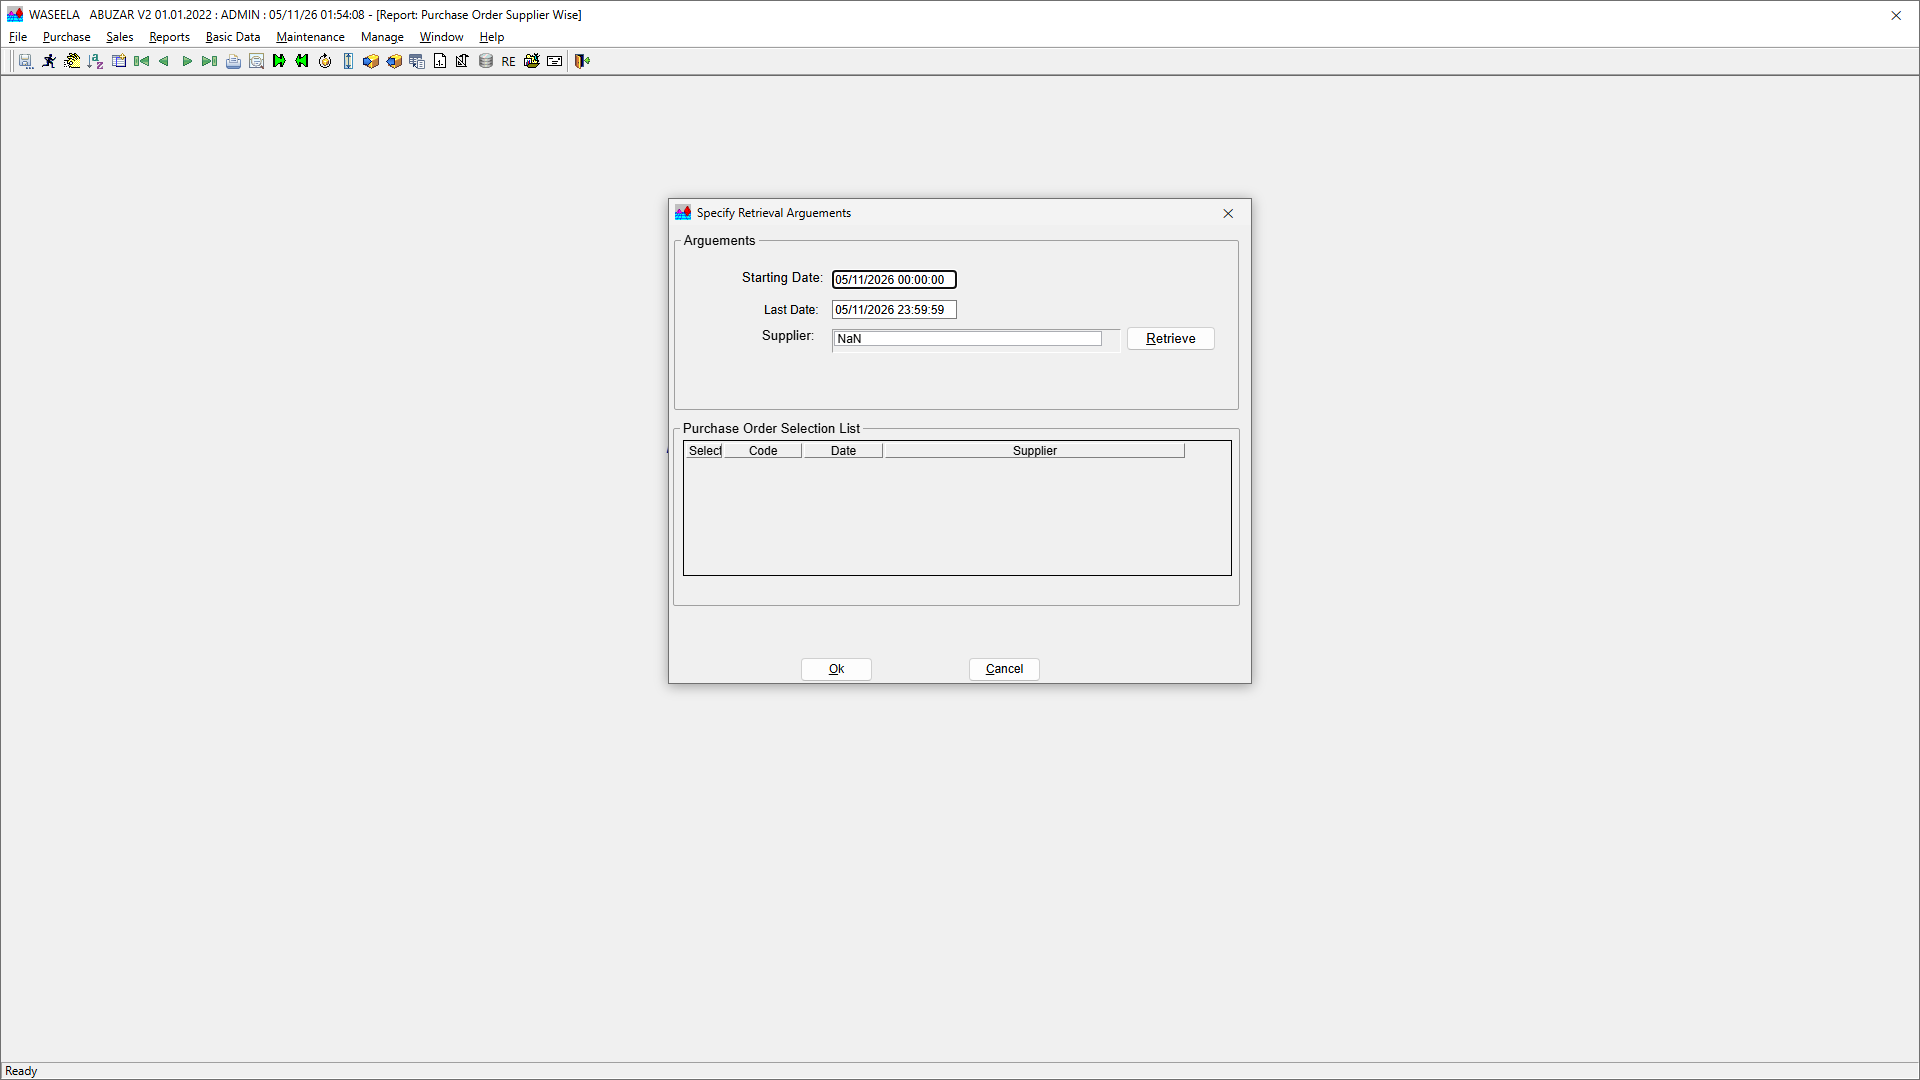 WASEELA ABUZAR V2 01.01.2022 : ADMIN : 05/11/26 01:54:08 - [Report: Purchase Order Supplier Wise]
File Purchase Sales Reports Basic Data Maintenance Manage Window Help
RE
Specify Retrieval Arguements
Arguements
Starting Date: 05/11/2026 00:00:00
Last Date: 05/11/2026 23:59:59
Supplier: NaN Retrieve
Purchase Order Selection List
Select Code Date Supplier
Ok Cancel
Ready